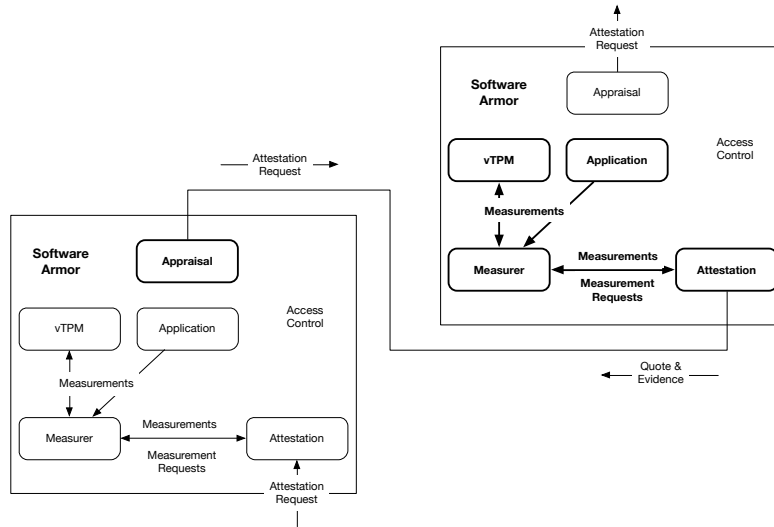 Attestation
Request
Software
Armor
Appraisal
Access
Control
vTPM
Application
Measurements
Measurer
Measurements
Measurement
Requests
Attestation
Attestation
Request
Quote &
Evidence
Software
Armor
Appraisal
Access
Control
vTPM
Application
Measurements
Measurer
Measurements
Measurement
Requests
Attestation
Attestation
Request